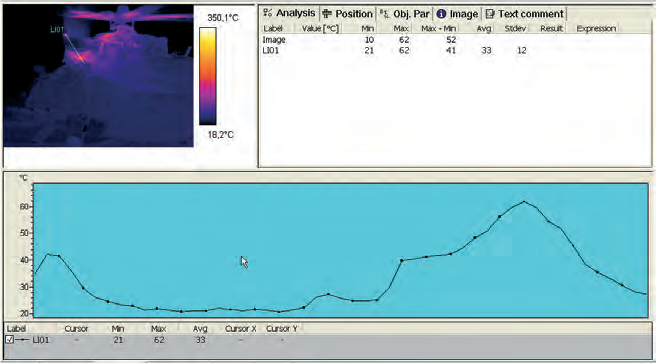 LI01
350,1°C
18,2°C
Analysis Position Obj. Par Image Text comment
Label Value [°C] Min Max Max - Min Avg Stdev Result Expression
Image 10 62 52
LI01 21 62 41 33 12
°C
60
50
40
30
20
Label Cursor Min Max Avg Cursor X Cursor Y
LI01 - 21 62 33 - -